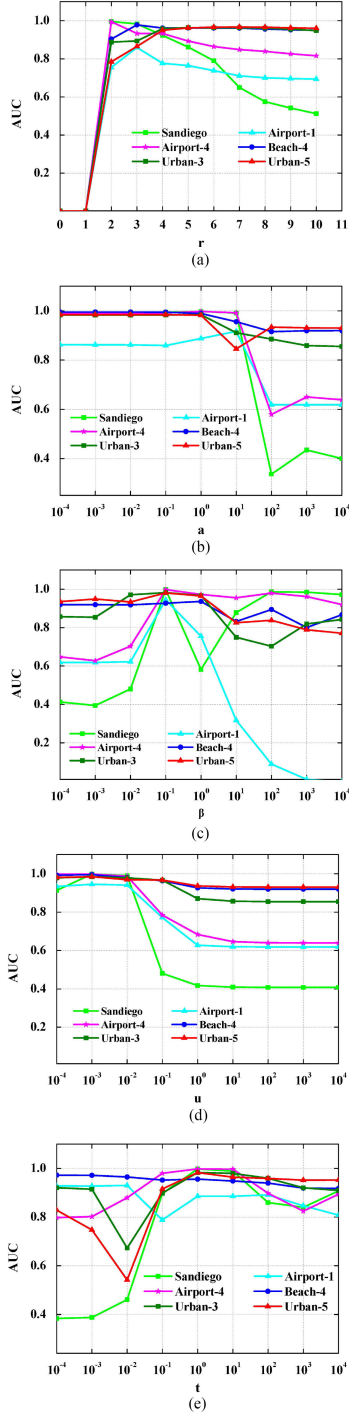 AUC
1.0
0.8
0.6
0.4
0.2
Sandiego Airport-1
Airport-4 Beach-4
Urban-3 Urban-5
0 1 2 3 4 5 6 7 8 9 10 11
r
(a)
AUC
1.0
0.8
0.6
0.4
Sandiego Airport-1
Airport-4 Beach-4
Urban-3 Urban-5
10⁻⁴ 10⁻³ 10⁻² 10⁻¹ 10⁰ 10¹ 10² 10³ 10⁴
a
(b)
AUC
1.0
0.8
0.6
0.4
0.2
Sandiego Airport-1
Airport-4 Beach-4
Urban-3 Urban-5
10⁻⁴ 10⁻³ 10⁻² 10⁻¹ 10⁰ 10¹ 10² 10³ 10⁴
β
(c)
AUC
1.0
0.8
0.6
0.4
0.2
Sandiego Airport-1
Airport-4 Beach-4
Urban-3 Urban-5
10⁻⁴ 10⁻³ 10⁻² 10⁻¹ 10⁰ 10¹ 10² 10³ 10⁴
u
(d)
AUC
1.0
0.8
0.6
0.4
Sandiego Airport-1
Airport-4 Beach-4
Urban-3 Urban-5
10⁻⁴ 10⁻³ 10⁻² 10⁻¹ 10⁰ 10¹ 10² 10³ 10⁴
t
(e)